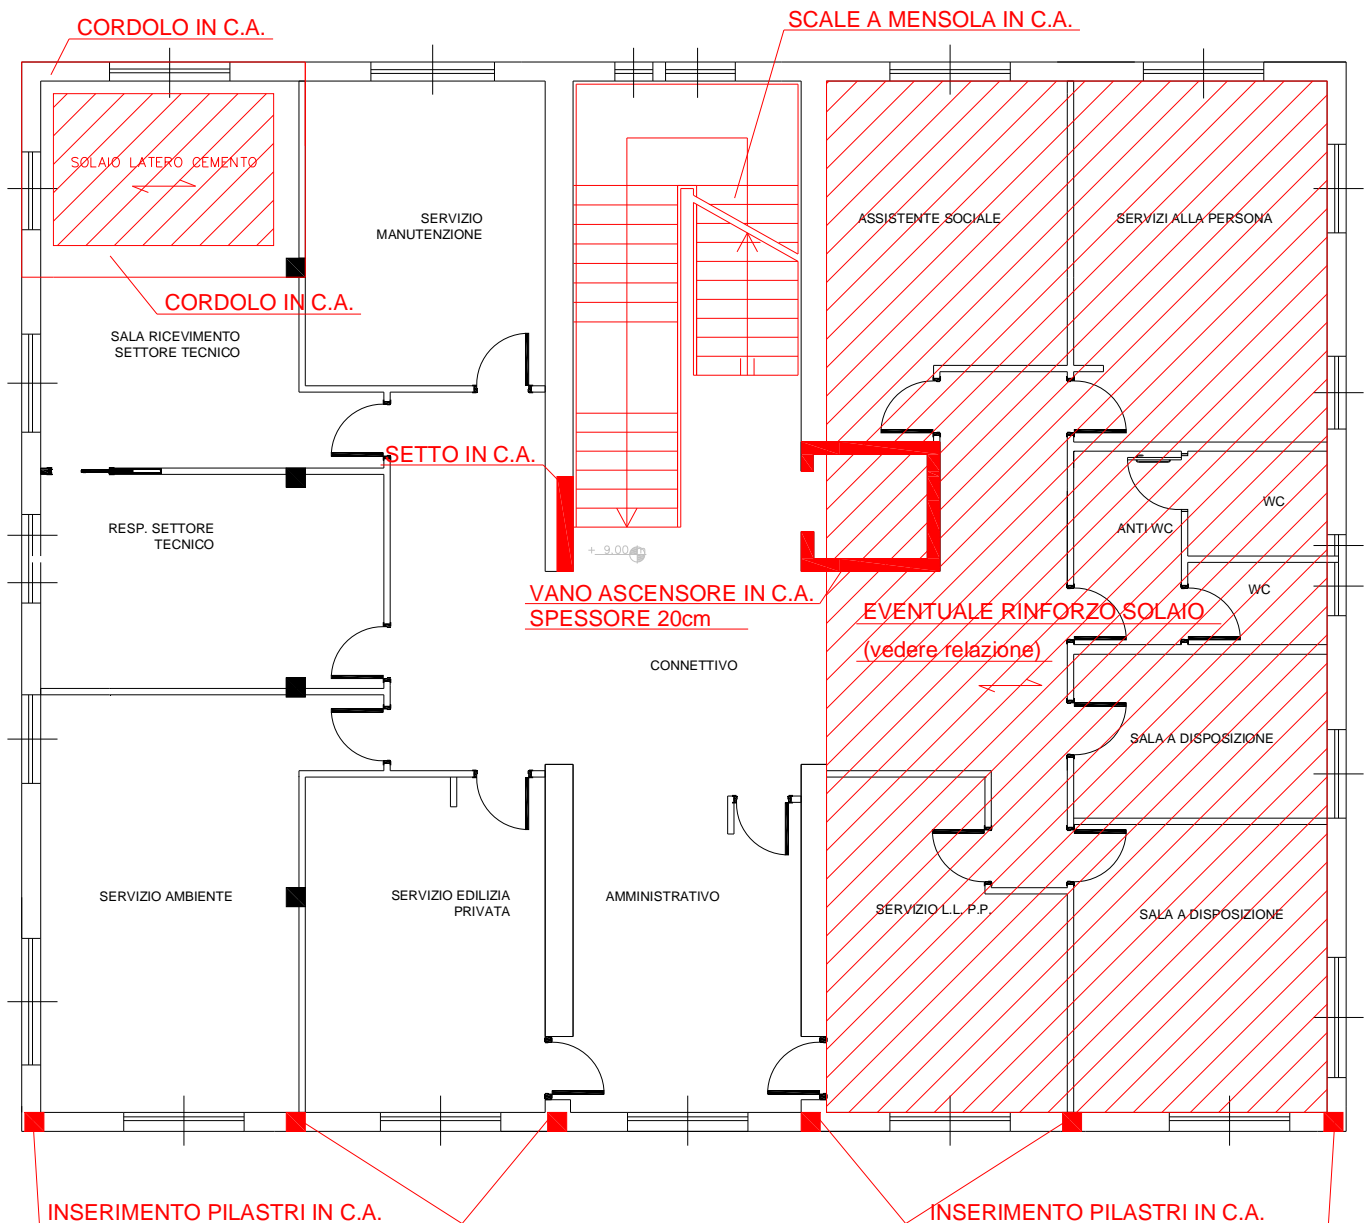 CORDOLO IN C.A.
SCALE A MENSOLA IN C.A.
SOLAIO LATERO CEMENTO
SERVIZIO
MANUTENZIONE
ASSISTENTE SOCIALE
SERVIZI ALLA PERSONA
CORDOLO IN C.A.
SALA RICEVIMENTO
SETTORE TECNICO
SETTO IN C.A.
RESP. SETTORE
TECNICO
+ 9.00
WC
ANTI WC
WC
VANO ASCENSORE IN C.A.
SPESSORE 20cm
EVENTUALE RINFORZO SOLAIO
(vedere relazione)
CONNETTIVO
SALA A DISPOSIZIONE
SERVIZIO AMBIENTE
SERVIZIO EDILIZIA
PRIVATA
AMMINISTRATIVO
SERVIZIO L.L. P.P.
SALA A DISPOSIZIONE
INSERIMENTO PILASTRI IN C.A.
INSERIMENTO PILASTRI IN C.A.